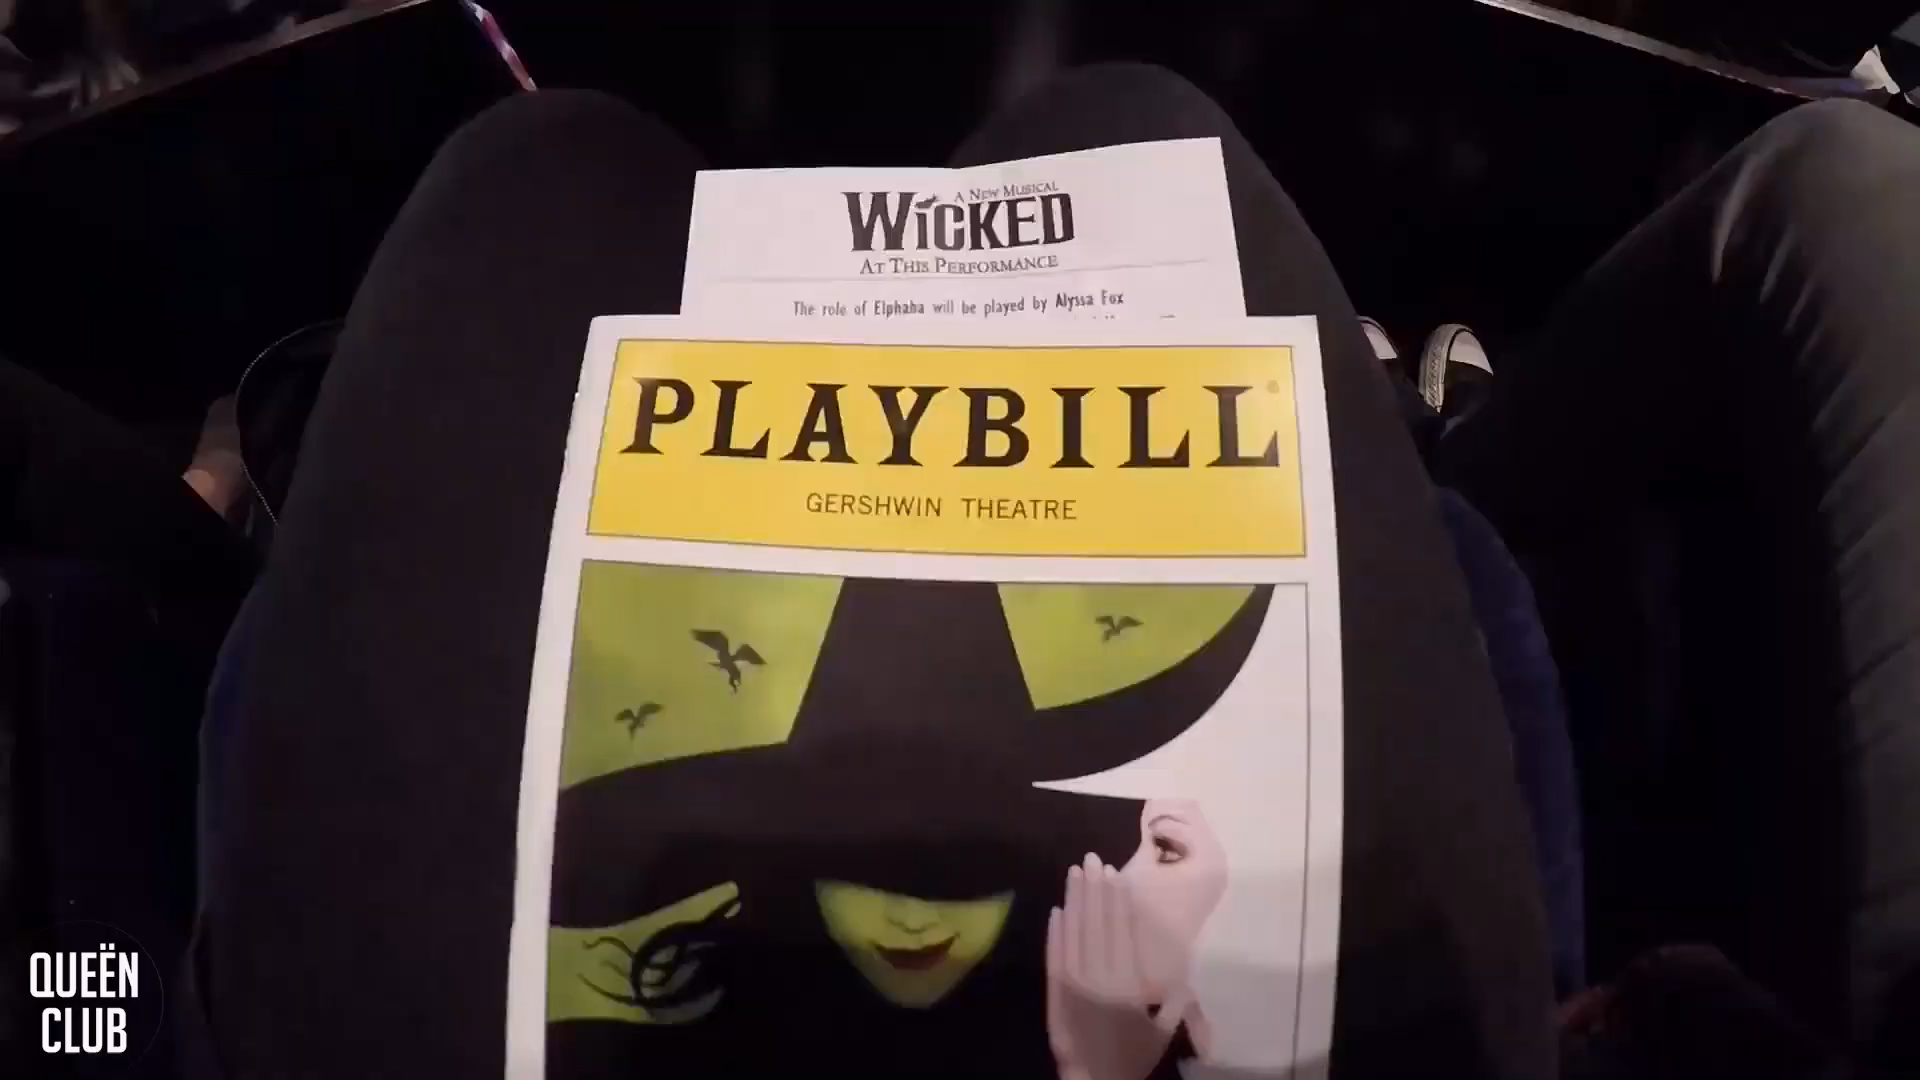 A NEW MUSICAL
WICKED
AT THIS PERFORMANCE
The role of Elphaba will be played by Alyssa Fox
PLAYBILL®
GERSHWIN THEATRE
QUEËN
CLUB